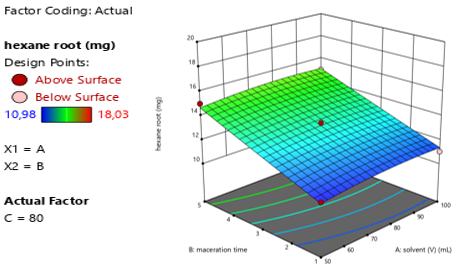 Factor Coding: Actual
hexane root (mg)
Design Points:
Above Surface
Below Surface
10,98 18,03
X1 = A
X2 = B
Actual Factor
C = 80
hexane root (mg)
20
18
16
14
12
10
5
4
3
2
1
50
60
70
80
90
100
B: maceration time
A: solvent (V) (mL)